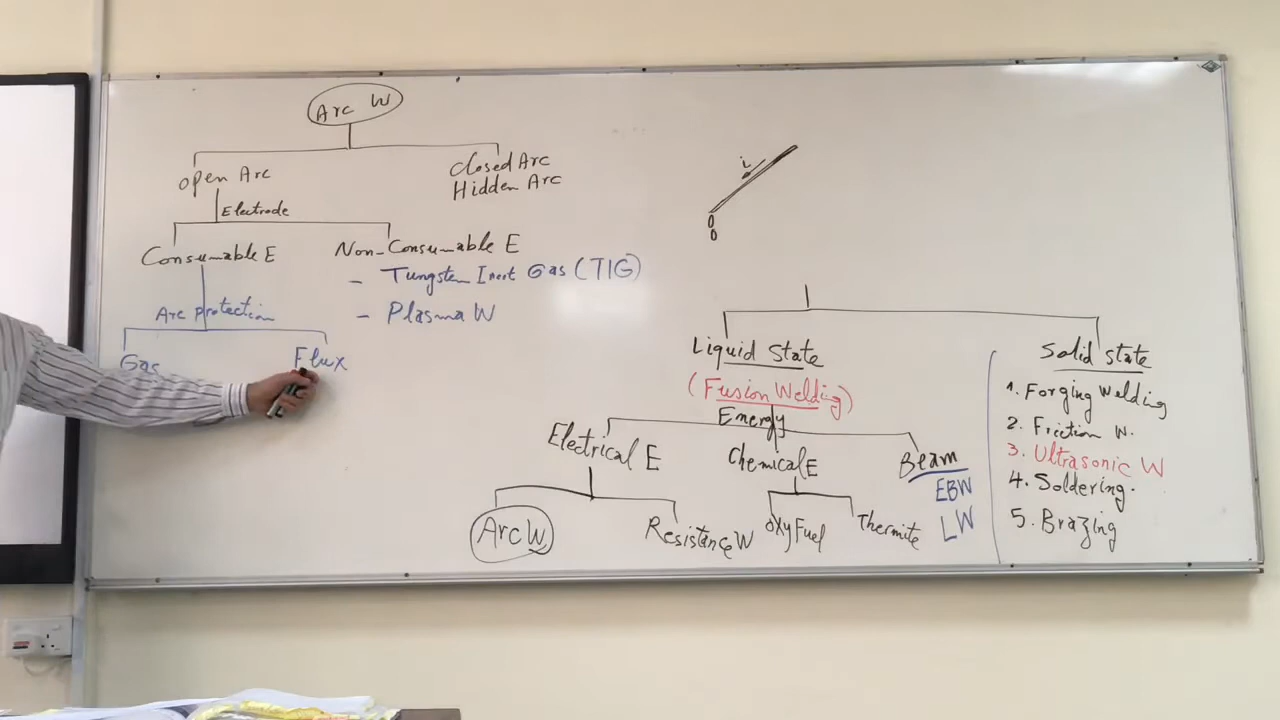 Arc W
Open Arc
Closed Arc
Hidden Arc
Electrode
Consumable E
Non-Consumable E
- Tungsten Inert Gas (TIG)
- Plasma W
Arc Protection
Gas
Flux
i
Liquid State
(Fusion Welding)
Energy
Electrical E
Chemical E
Beam
EBW
LW
Arc W
Resistance W
OxyFuel
Thermite
Solid state
1. Forging Welding
2. Friction W.
3. Ultrasonic W
4. Soldering.
5. Brazing